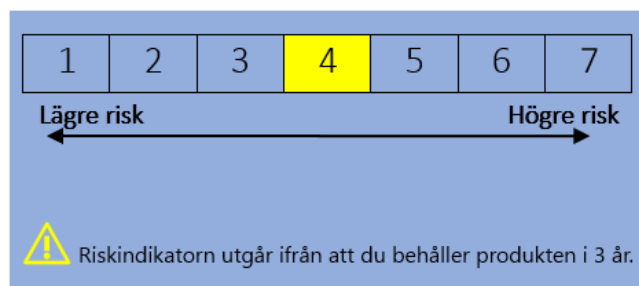 1 2 3 4 5 6 7
Lägre risk Högre risk
Riskindikatorn utgår ifrån att du behåller produkten i 3 år.